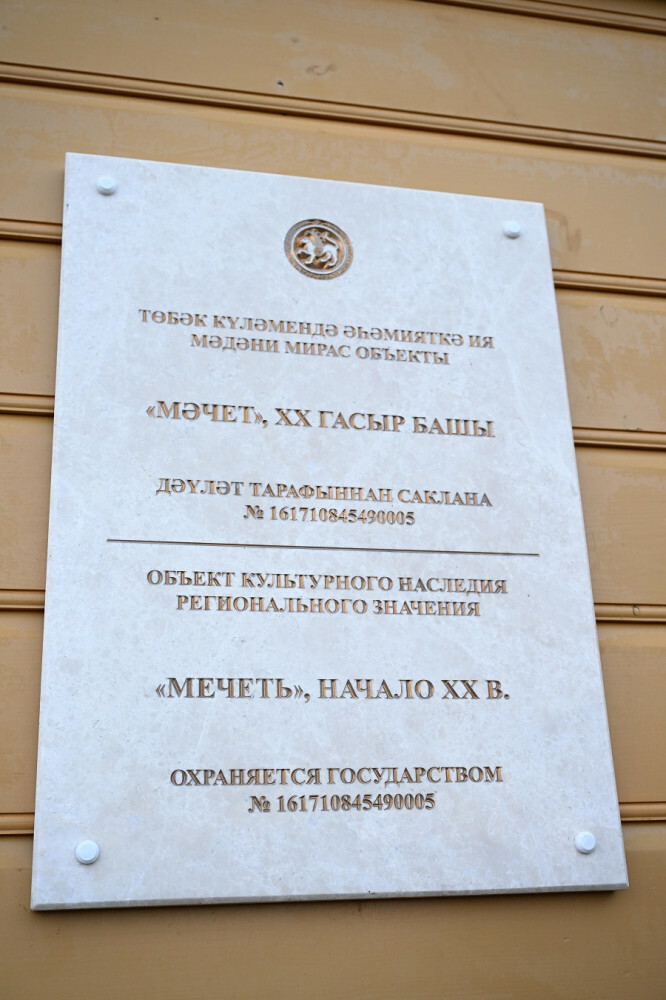 ТӨБӘК КҮЛӘМЕНДӘ ӘҺӘМИЯТКӘ ИЯ
МӘДӘНИ МИРАС ОБЪЕКТЫ
«МӘЧЕТ», XX ГАСЫР БАШЫ
ДӘҮЛӘТ ТАРАФЫННАН САКЛАНА
№ 161710845490005
ОБЪЕКТ КУЛЬТУРНОГО НАСЛЕДИЯ
РЕГИОНАЛЬНОГО ЗНАЧЕНИЯ
«МЕЧЕТЬ», НАЧАЛО XX В.
ОХРАНЯЕТСЯ ГОСУДАРСТВОМ
№ 161710845490005